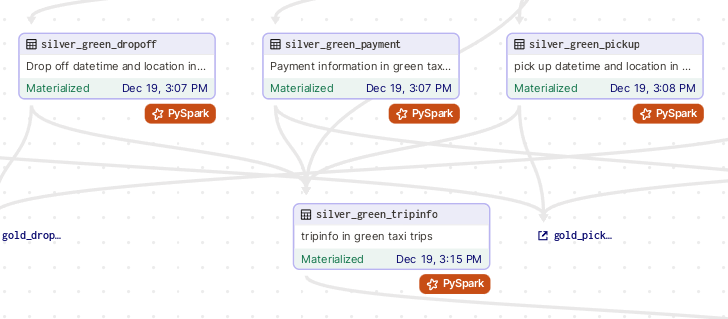 silver_green_dropoff
Drop off datetime and location in...
Materialized Dec 19, 3:07 PM
PySpark
silver_green_payment
Payment information in green tax...
Materialized Dec 19, 3:07 PM
PySpark
silver_green_pickup
pick up datetime and location in ...
Materialized Dec 19, 3:08 PM
PySpark
silver_green_tripinfo
tripinfo in green taxi trips
Materialized Dec 19, 3:15 PM
PySpark
gold_drop…
gold_pick…